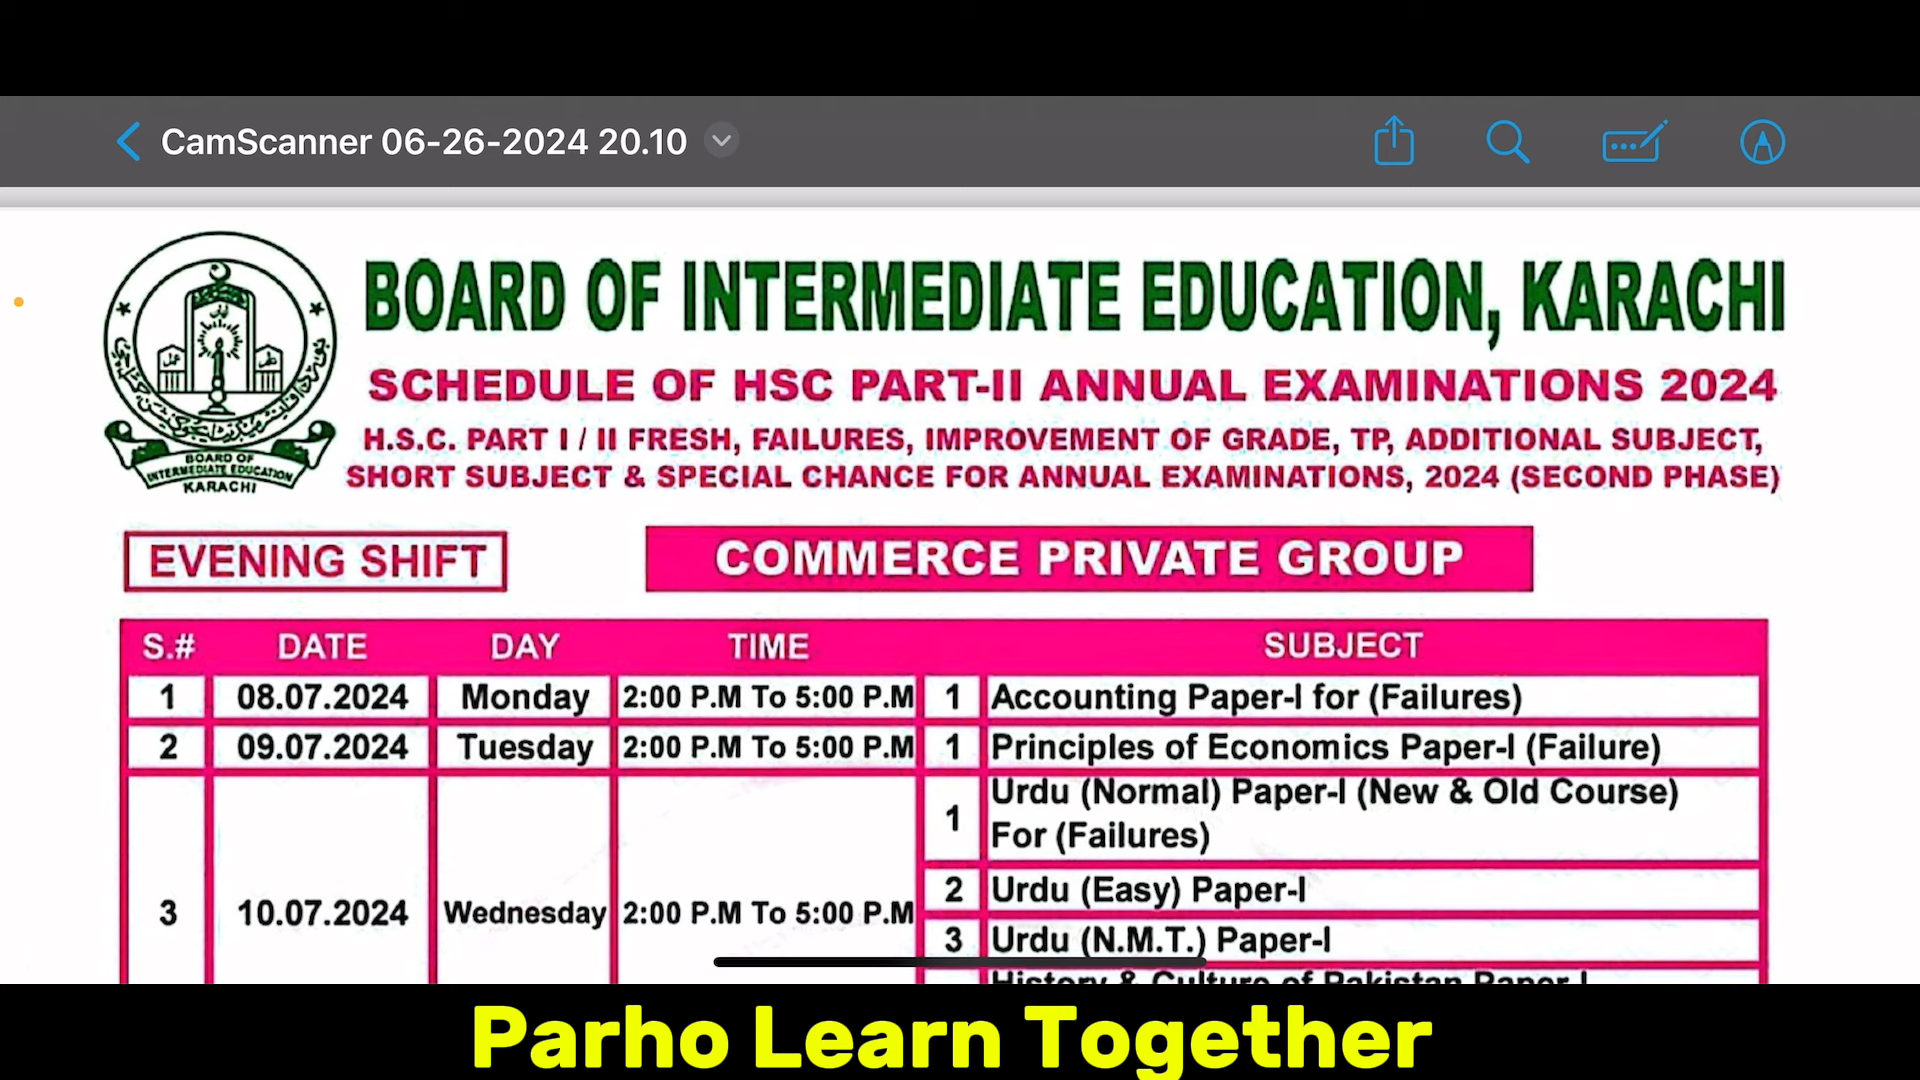 CamScanner 06-26-2024 20.10
BOARD OF INTERMEDIATE EDUCATION, KARACHI
SCHEDULE OF HSC PART-II ANNUAL EXAMINATIONS 2024
H.S.C. PART I / II FRESH, FAILURES, IMPROVEMENT OF GRADE, TP, ADDITIONAL SUBJECT,
SHORT SUBJECT & SPECIAL CHANCE FOR ANNUAL EXAMINATIONS, 2024 (SECOND PHASE)
BOARD OF
INTERMEDIATE EDUCATION
KARACHI
EVENING SHIFT
COMMERCE PRIVATE GROUP
S.# DATE DAY TIME SUBJECT
1 08.07.2024 Monday 2:00 P.M To 5:00 P.M 1 Accounting Paper-I for (Failures)
2 09.07.2024 Tuesday 2:00 P.M To 5:00 P.M 1 Principles of Economics Paper-I (Failure)
3 10.07.2024 Wednesday 2:00 P.M To 5:00 P.M
1 Urdu (Normal) Paper-I (New & Old Course)
For (Failures)
2 Urdu (Easy) Paper-I
3 Urdu (N.M.T.) Paper-I
History & Culture of Pakistan Paper-I
Parho Learn Together